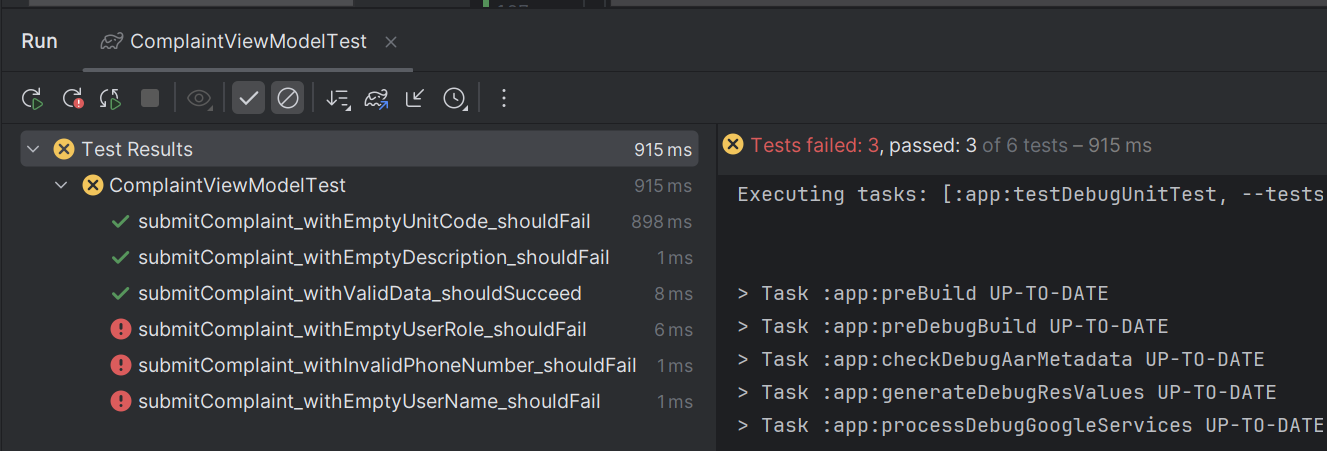 Run
ComplaintViewModelTest
Test Results
915 ms
ComplaintViewModelTest
915 ms
submitComplaint_withEmptyUnitCode_shouldFail
898 ms
submitComplaint_withEmptyDescription_shouldFail
1 ms
submitComplaint_withValidData_shouldSucceed
8 ms
submitComplaint_withEmptyUserRole_shouldFail
6 ms
submitComplaint_withInvalidPhoneNumber_shouldFail
1 ms
submitComplaint_withEmptyUserName_shouldFail
1 ms
Tests failed: 3, passed: 3 of 6 tests – 915 ms
Executing tasks: [:app:testDebugUnitTest, --tests
> Task :app:preBuild UP-TO-DATE
> Task :app:preDebugBuild UP-TO-DATE
> Task :app:checkDebugAarMetadata UP-TO-DATE
> Task :app:generateDebugResValues UP-TO-DATE
> Task :app:processDebugGoogleServices UP-TO-DATE